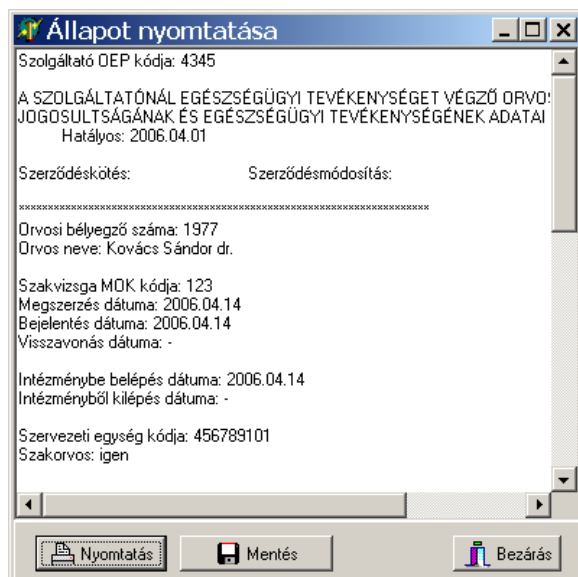 Állapot nyomtatása
Szolgáltató OEP kódja: 4345
A SZOLGÁLTATÓNÁL EGÉSZSÉGÜGYI TEVÉKENYSÉGET VÉGZŐ ORVOS
JOGOSULTSÁGÁNAK ÉS EGÉSZSÉGÜGYI TEVÉKENYSÉGÉNEK ADATAI
Hatályos: 2006.04.01
Szerződéskötés: Szerződésmódosítás:
**********************************************************************
Orvosi bélyegző száma: 1977
Orvos neve: Kovács Sándor dr.
Szakvizsga MOK kódja: 123
Megszerzés dátuma: 2006.04.14
Bejelentés dátuma: 2006.04.14
Visszavonás dátuma: -
Intézménybe belépés dátuma: 2006.04.14
Intézményből kilépés dátuma: -
Szervezeti egység kódja: 456789101
Szakorvos: igen
Nyomtatás Mentés Bezárás